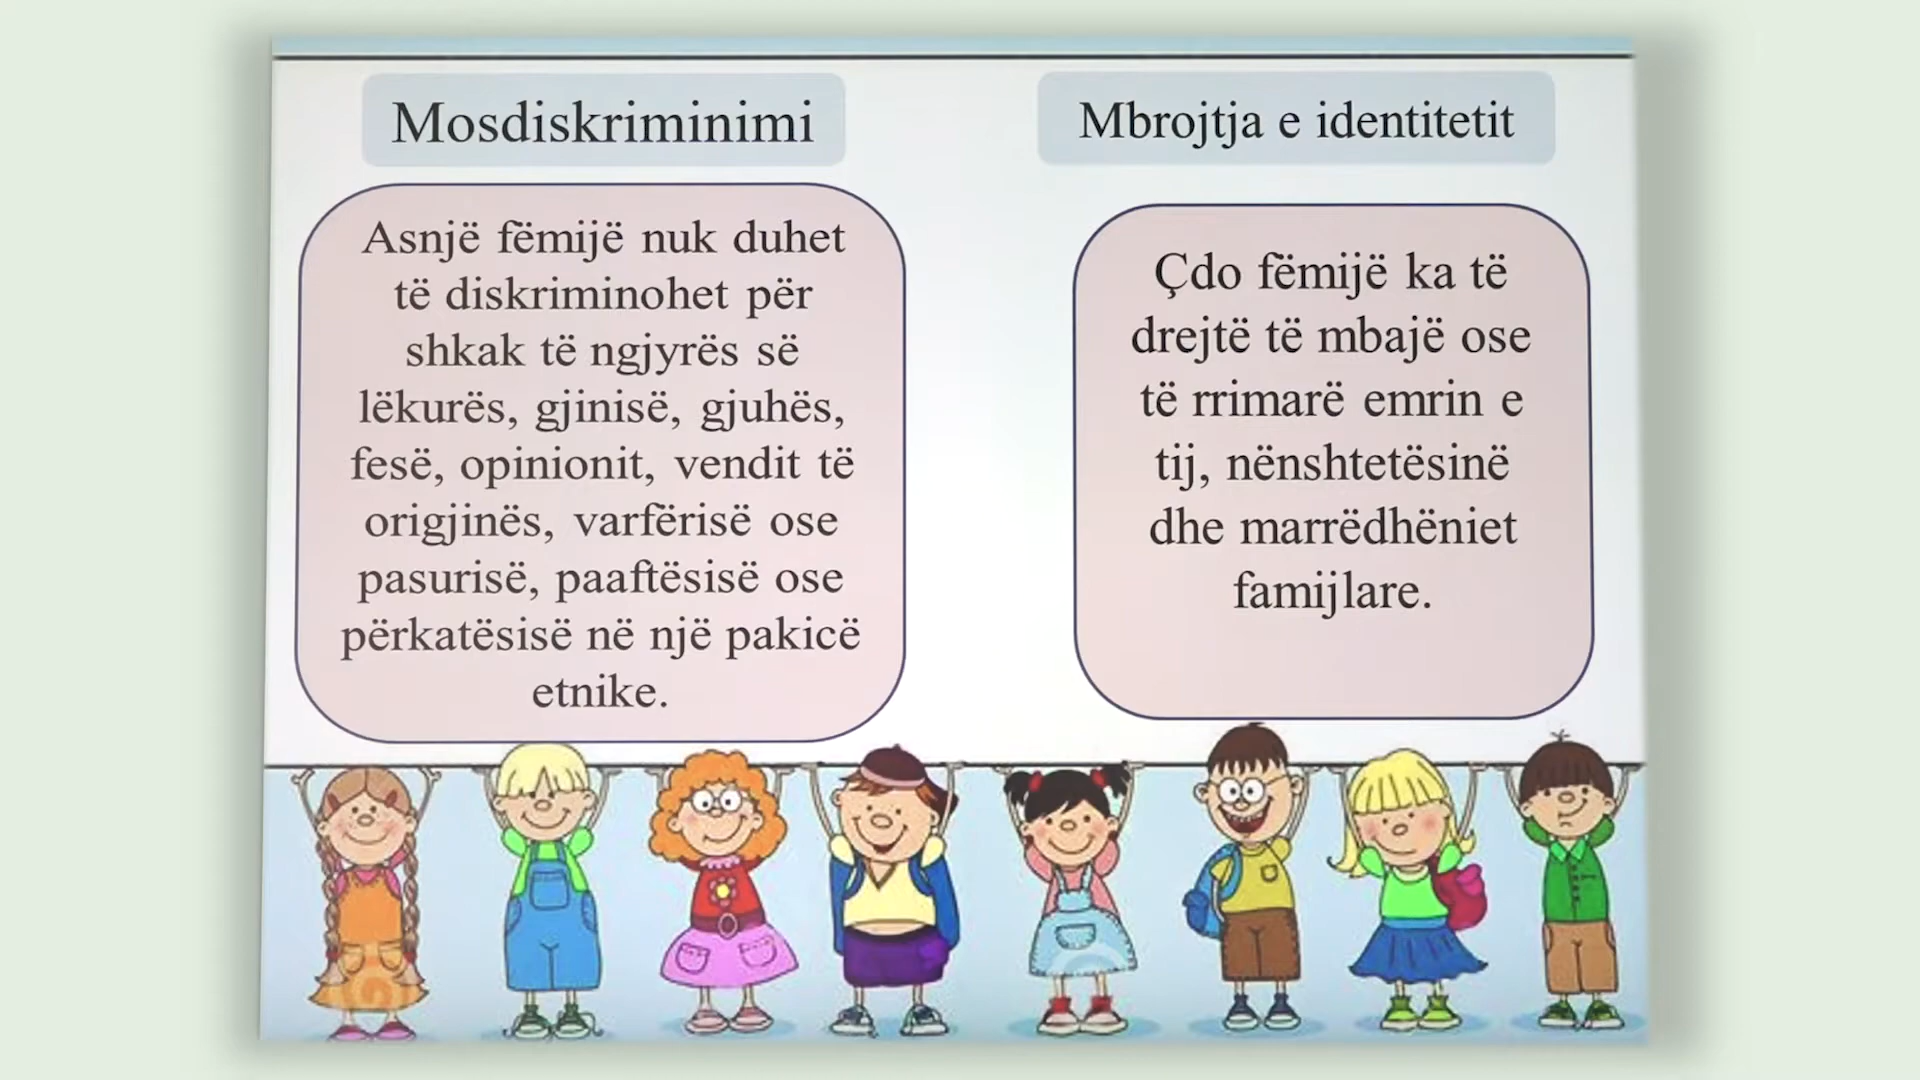 Mosdiskriminimi
Asnjë fëmijë nuk duhet
të diskriminohet për
shkak të ngjyrës së
lëkurës, gjinisë, gjuhës,
fesë, opinionit, vendit të
origjinës, varfërisë ose
pasurisë, paaftësisë ose
përkatësisë në një pakicë
etnike.
Mbrojtja e identitetit
Çdo fëmijë ka të
drejtë të mbajë ose
të rrimarë emrin e
tij, nënshtetësinë
dhe marrëdhëniet
famijlare.